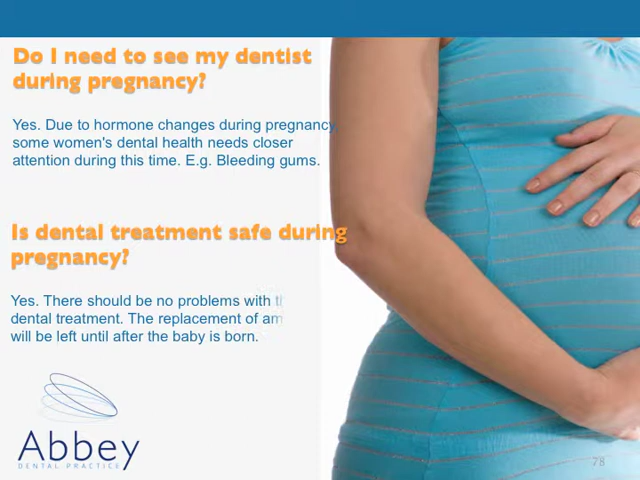 Do I need to see my dentist
during pregnancy?
Yes. Due to hormone changes during pregnancy,
some women's dental health needs closer
attention during this time. E.g. Bleeding gums.
Is dental treatment safe during
pregnancy?
Yes. There should be no problems with
dental treatment. The replacement of
will be left until after the baby is born.
Abbey
DENTAL PRACTICE
78